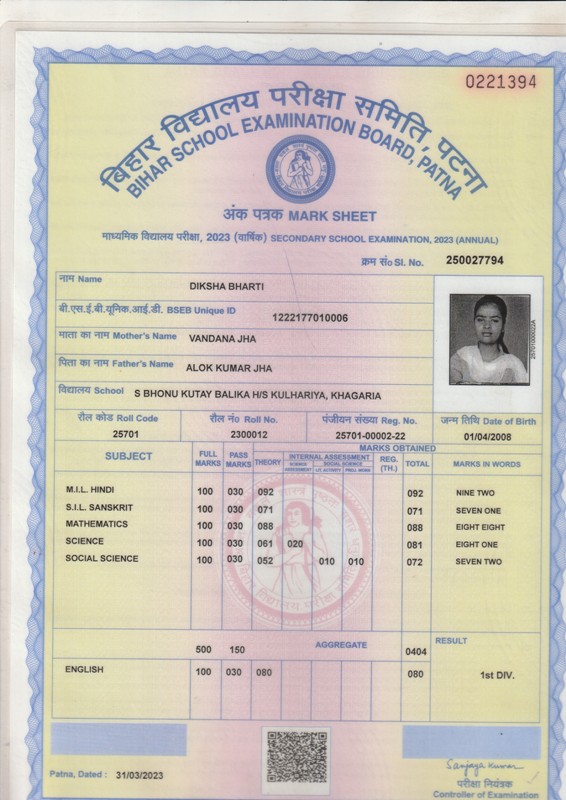 0221394
बिहार विद्यालय परीक्षा समिति, पटना
BIHAR SCHOOL EXAMINATION BOARD, PATNA
अंक पत्रक MARK SHEET
माध्यमिक विद्यालय परीक्षा, 2023 (वार्षिक) SECONDARY SCHOOL EXAMINATION, 2023 (ANNUAL)
क्रम सं० Sl. No. 250027794
नाम Name DIKSHA BHARTI
बी.एस.ई.बी.यूनिक.आई.डी. BSEB Unique ID 1222177010006
माता का नाम Mother's Name VANDANA JHA
पिता का नाम Father's Name ALOK KUMAR JHA
विद्यालय School S BHONU KUTAY BALIKA H/S KULHARIYA, KHAGARIA
रौल कोड Roll Code रौल नं० Roll No. पंजीयन संख्या Reg. No. जन्म तिथि Date of Birth
25701 2300012 25701-00002-22 01/04/2008
MARKS OBTAINED
SUBJECT FULL MARKS PASS MARKS THEORY INTERNAL ASSESSMENT REG. (TH.) TOTAL MARKS IN WORDS
SCIENCE ASSESSMENT SOCIAL SCIENCE
LIT. ACTIVITY PROJ. WORK
M.I.L. HINDI 100 030 092 092 NINE TWO
S.I.L. SANSKRIT 100 030 071 071 SEVEN ONE
MATHEMATICS 100 030 088 088 EIGHT EIGHT
SCIENCE 100 030 061 020 081 EIGHT ONE
SOCIAL SCIENCE 100 030 052 010 010 072 SEVEN TWO
500 150 AGGREGATE 0404 RESULT
ENGLISH 100 030 080 080 1st DIV.
Patna, Dated : 31/03/2023
Sanjaya Kumar
परीक्षा नियंत्रक
Controller of Examination